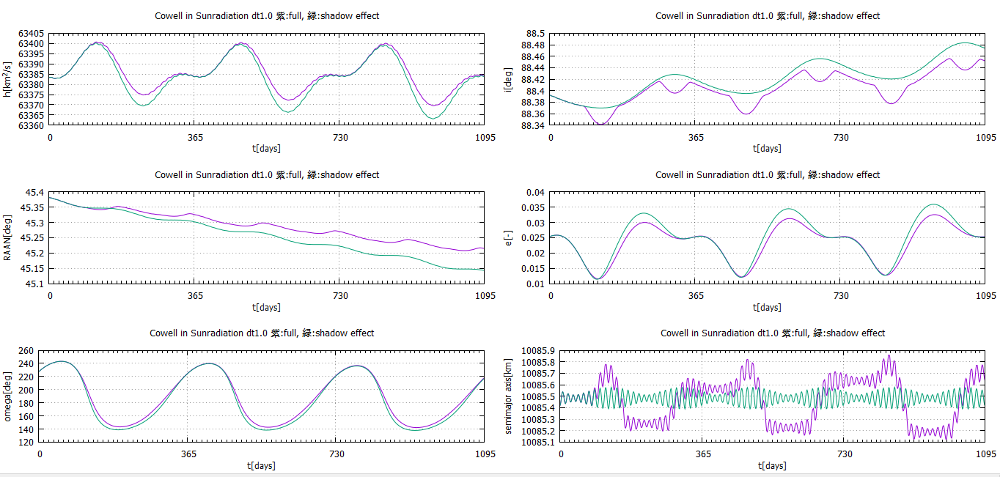 Cowell in Sunradiation dt1.0 紫:full, 緑:shadow effect
h[km²/s]
63405
63400
63395
63390
63385
63380
63375
63370
63365
63360
0 365 730 1095
t[days]
Cowell in Sunradiation dt1.0 紫:full, 緑:shadow effect
i[deg]
88.5
88.48
88.46
88.44
88.42
88.4
88.38
88.36
88.34
0 365 730 1095
t[days]
Cowell in Sunradiation dt1.0 紫:full, 緑:shadow effect
RAAN[deg]
45.4
45.35
45.3
45.25
45.2
45.15
45.1
0 365 730 1095
t[days]
Cowell in Sunradiation dt1.0 紫:full, 緑:shadow effect
e[-]
0.04
0.035
0.03
0.025
0.02
0.015
0.01
0 365 730 1095
t[days]
Cowell in Sunradiation dt1.0 紫:full, 緑:shadow effect
omega[deg]
260
240
220
200
180
160
140
120
0 365 730 1095
t[days]
Cowell in Sunradiation dt1.0 紫:full, 緑:shadow effect
semimajor axis[km]
10085.9
10085.8
10085.7
10085.6
10085.5
10085.4
10085.3
10085.2
10085.1
0 365 730 1095
t[days]